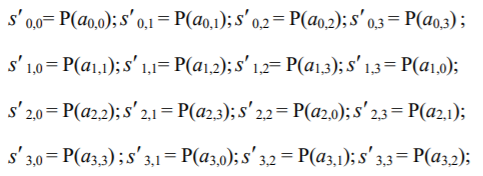 s′ 0,0= P(a0,0); s′ 0,1 = P(a0,1); s′ 0,2 = P(a0,2); s′ 0,3 = P(a0,3) ;
s′ 1,0 = P(a1,1); s′ 1,1= P(a1,2); s′ 1,2= P(a1,3); s′ 1,3 = P(a1,0);
s′ 2,0 = P(a2,2); s′ 2,1 = P(a2,3); s′ 2,2 = P(a2,0); s′ 2,3 = P(a2,1);
s′ 3,0 = P(a3,3) ; s′ 3,1 = P(a3,0); s′ 3,2 = P(a3,1); s′ 3,3 = P(a3,2);